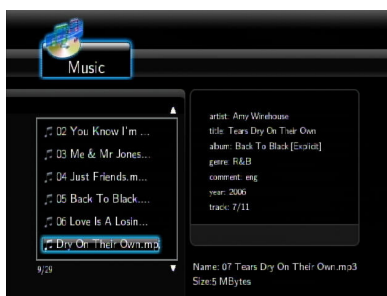 Music
02 You Know I'm ...
03 Me & Mr Jones...
04 Just Friends.m...
05 Back To Black....
06 Love Is A Losin...
Dry On Their Own.mp
9/29
artist: Amy Winehouse
title: Tears Dry On Their Own
album: Back To Black [Explicit]
genre: R&B
comment: eng
year: 2006
track: 7/11
Name: 07 Tears Dry On Their Own.mp3
Size:5 MBytes